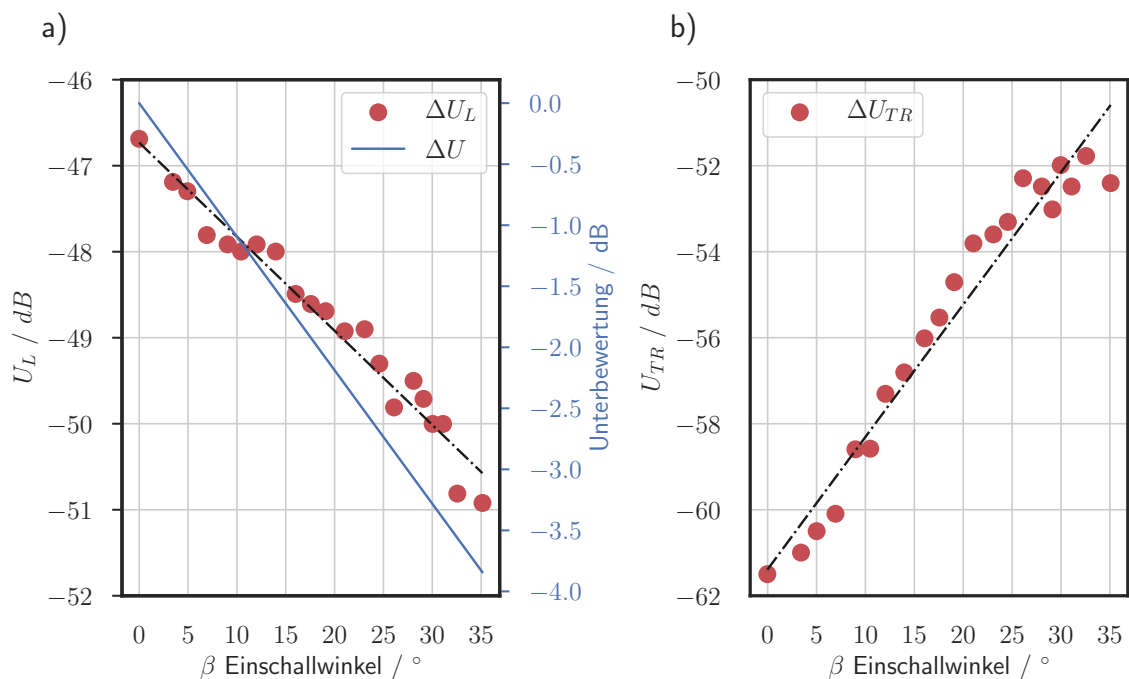 a)
−46
−47
−48
−49
−50
−51
−52
U_L / dB
0 5 10 15 20 25 30 35
β Einschallwinkel / °
ΔU_L
ΔU
0.0
−0.5
−1.0
−1.5
−2.0
−2.5
−3.0
−3.5
−4.0
Unterbewertung / dB
b)
−50
−52
−54
−56
−58
−60
−62
U_TR / dB
0 5 10 15 20 25 30 35
β Einschallwinkel / °
ΔU_TR